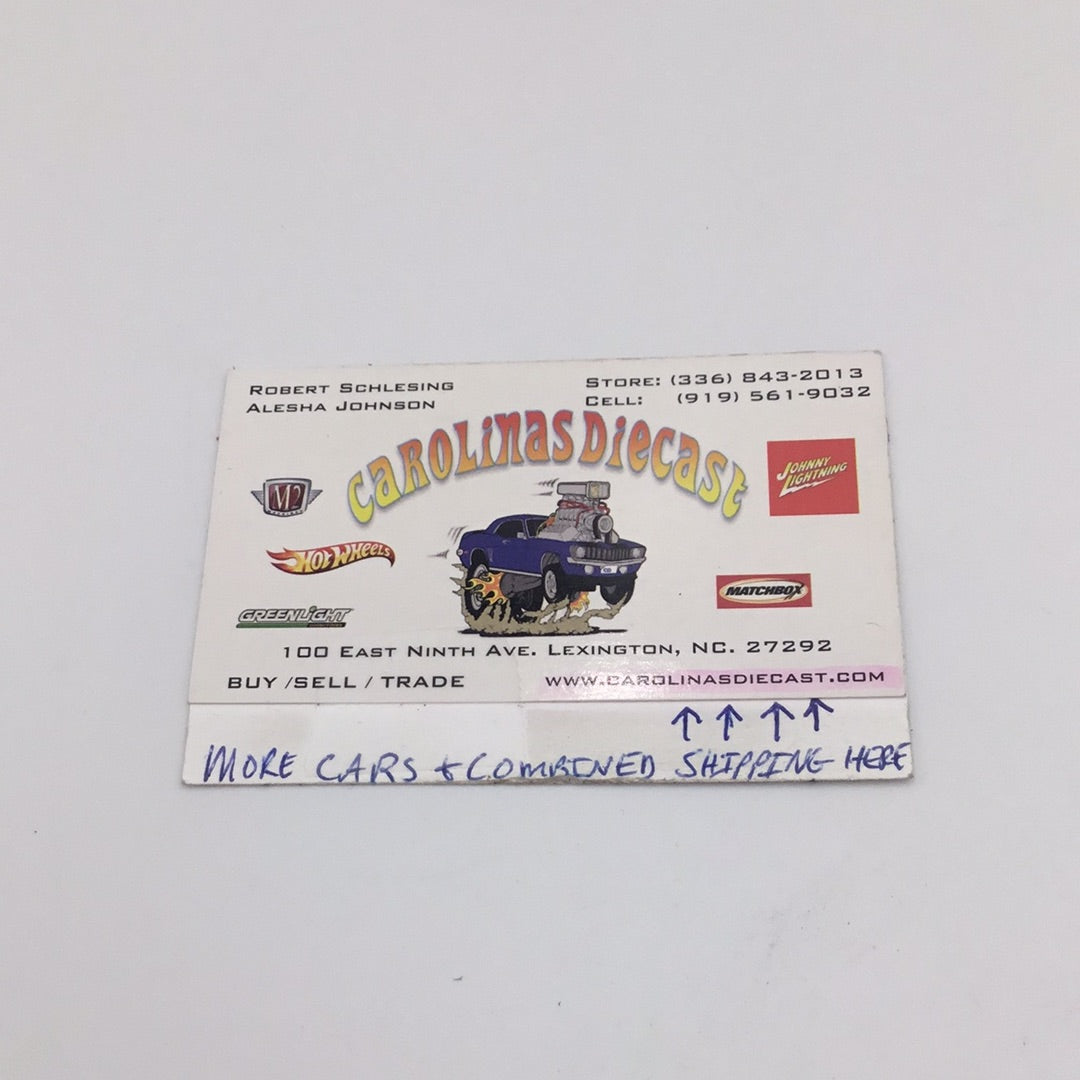 ROBERT SCHLESING
ALESHA JOHNSON
STORE: (336) 843-2013
CELL: (919) 561-9032
CAROLINAS DIECAST
M2
JOHNNY LIGHTNING
HOT WHEELS
MATCHBOX
GREENLIGHT
100 EAST NINTH AVE. LEXINGTON, NC. 27292
BUY /SELL / TRADE
WWW.CAROLINASDIECAST.COM
↑ ↑ ↑ ↑
MORE CARS & COMBINED SHIPPING HERE